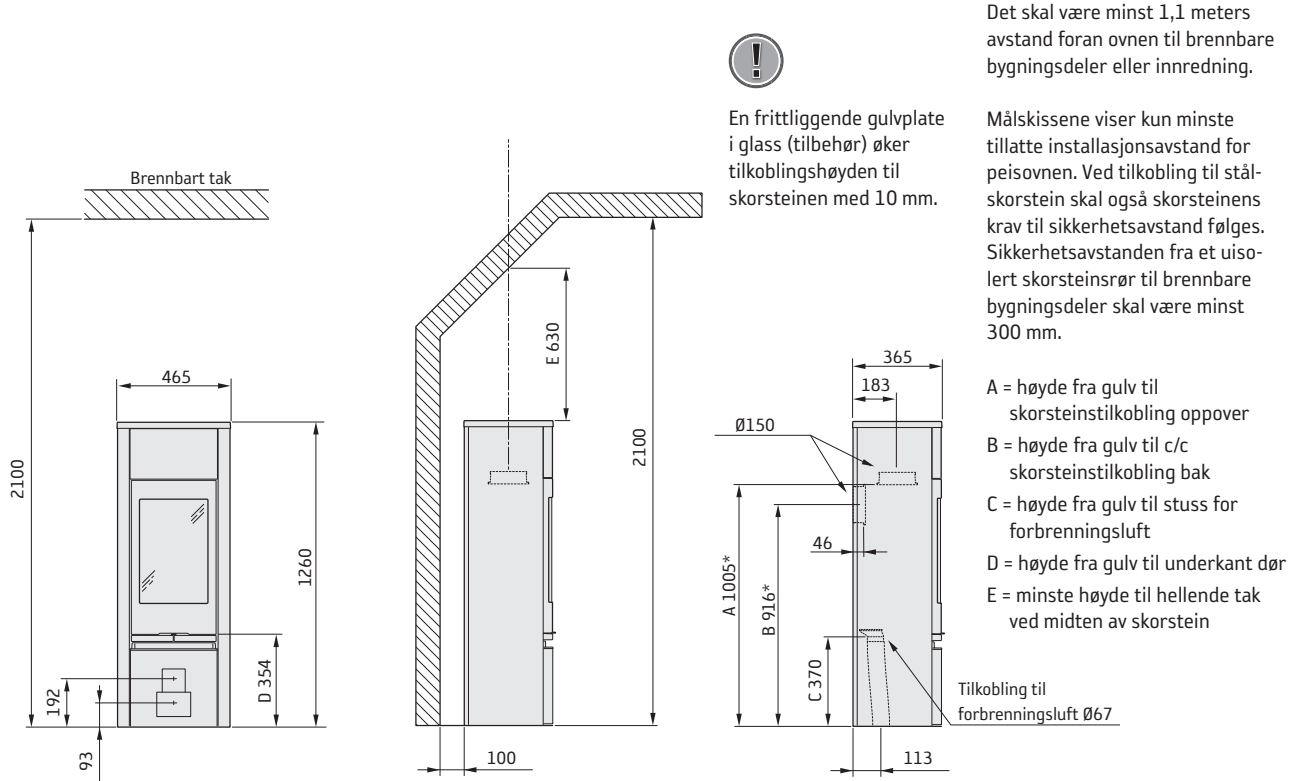 Det skal være minst 1,1 meters
avstand foran ovnen til brennbare
bygningsdeler eller innredning.
!
En frittliggende gulvplate
i glass (tilbehør) øker
tilkoblingshøyden til
skorsteinen med 10 mm.
Målskissene viser kun minste
tillatte installasjonsavstand for
peisovnen. Ved tilkobling til stål-
skorstein skal også skorsteinens
krav til sikkerhetsavstand følges.
Sikkerhetsavstanden fra et uiso-
lert skorsteinsrør til brennbare
bygningsdeler skal være minst
300 mm.
A = høyde fra gulv til
skorsteinstilkobling oppover
B = høyde fra gulv til c/c
skorsteinstilkobling bak
C = høyde fra gulv til stuss for
forbrenningsluft
D = høyde fra gulv til underkant dør
E = minste høyde til hellende tak
ved midten av skorstein
Brennbart tak
2100
465
1260
D 354
192
93
E 630
2100
100
365
183
Ø150
46
A 1005*
B 916*
C 370
Tilkobling til
forbrenningsluft Ø67
113